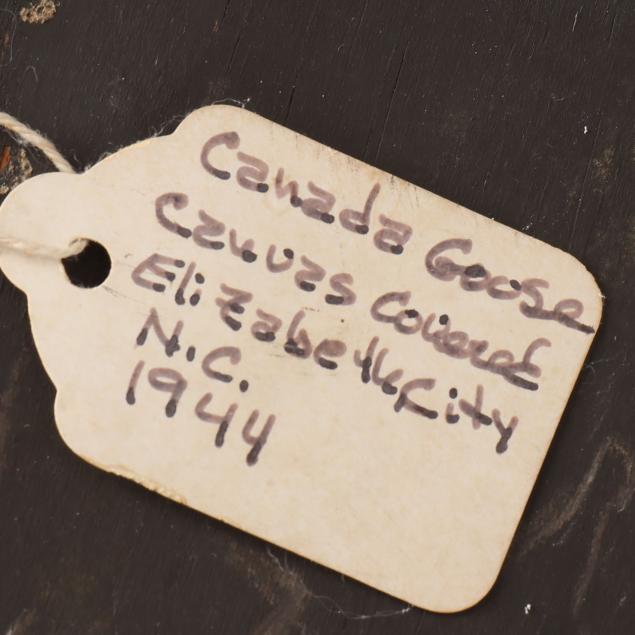 Canada Goose
Canvas Covered
Elizabeth City
N.C.
1944